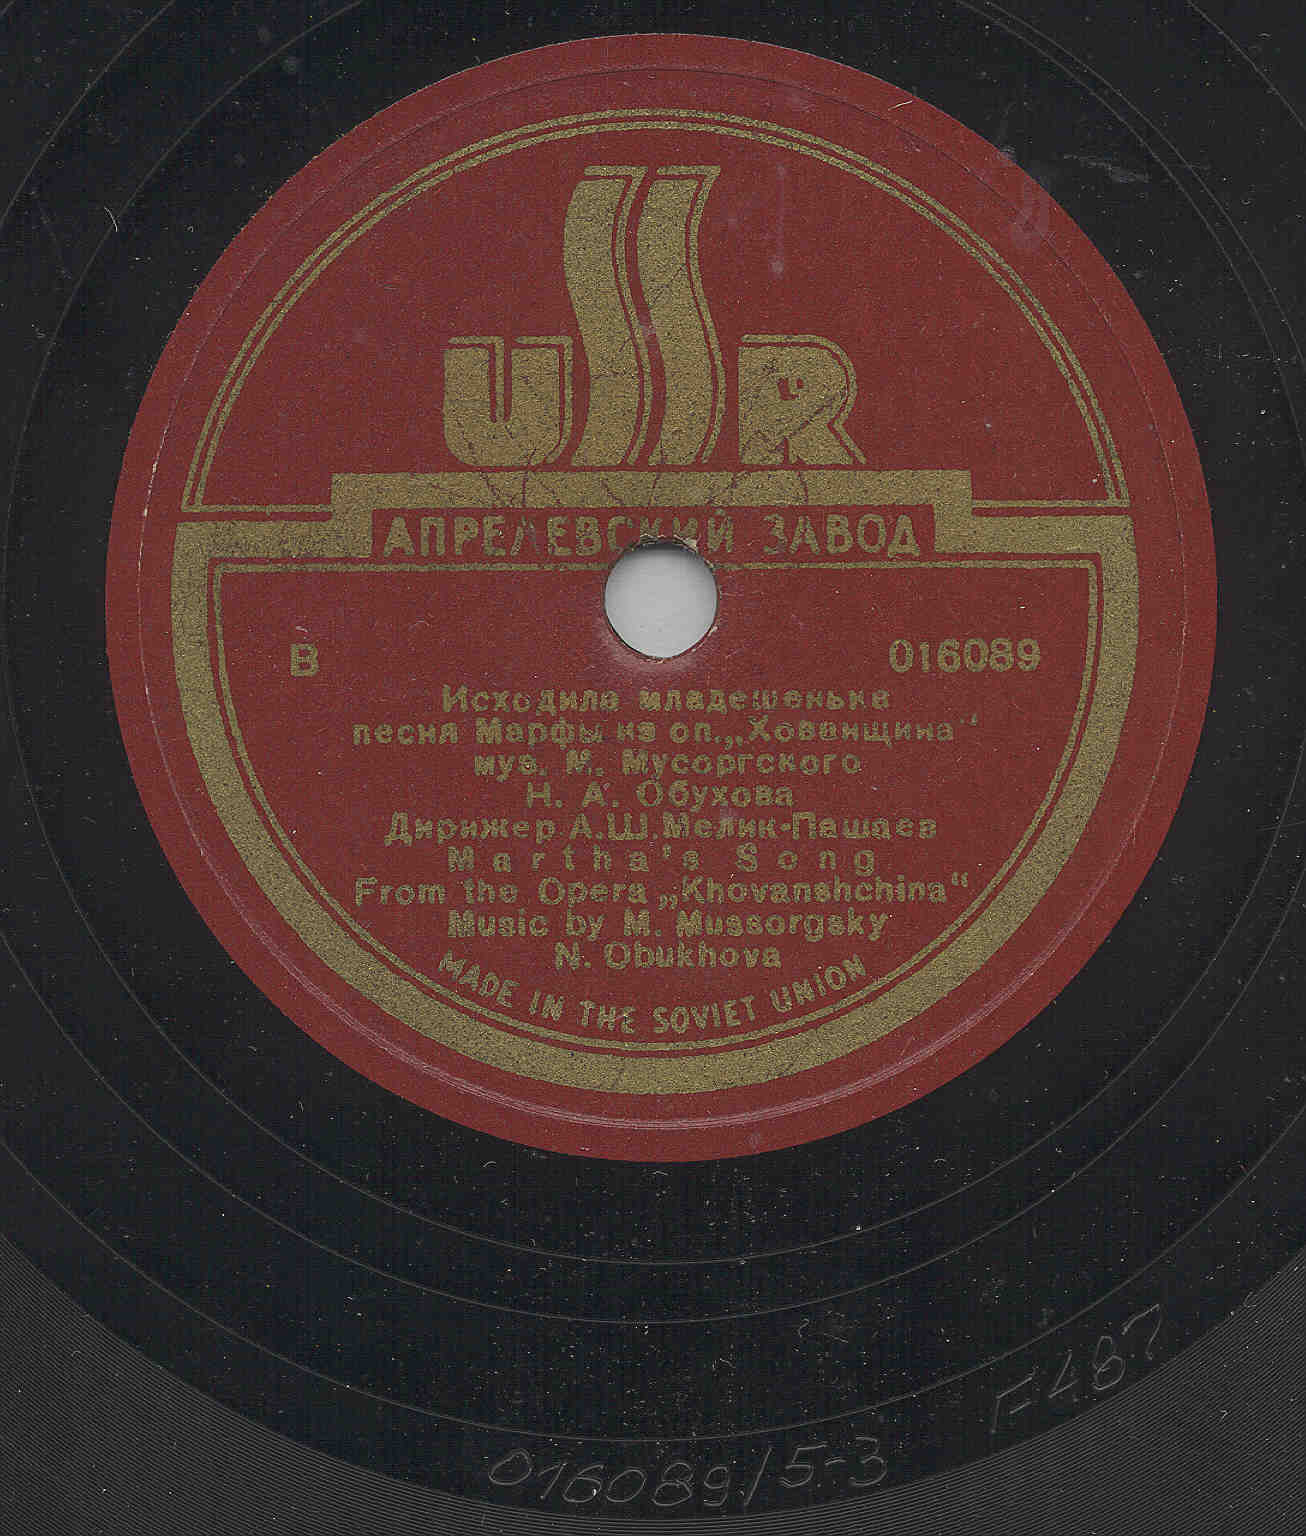 USSR
АПРЕЛЕВСКИЙ ЗАВОД
В 016089
Исходила младешенька
песня Марфы из оп. „Хованщина“
муз. М. Мусоргского
Н. А. Обухова
Дирижер А.Ш.Мелик-Пашаев
Martha's Song
From the Opera „Khovanshchina“
Music by M. Mussorgsky
N. Obukhova
MADE IN THE SOVIET UNION
F487
016089/5-3